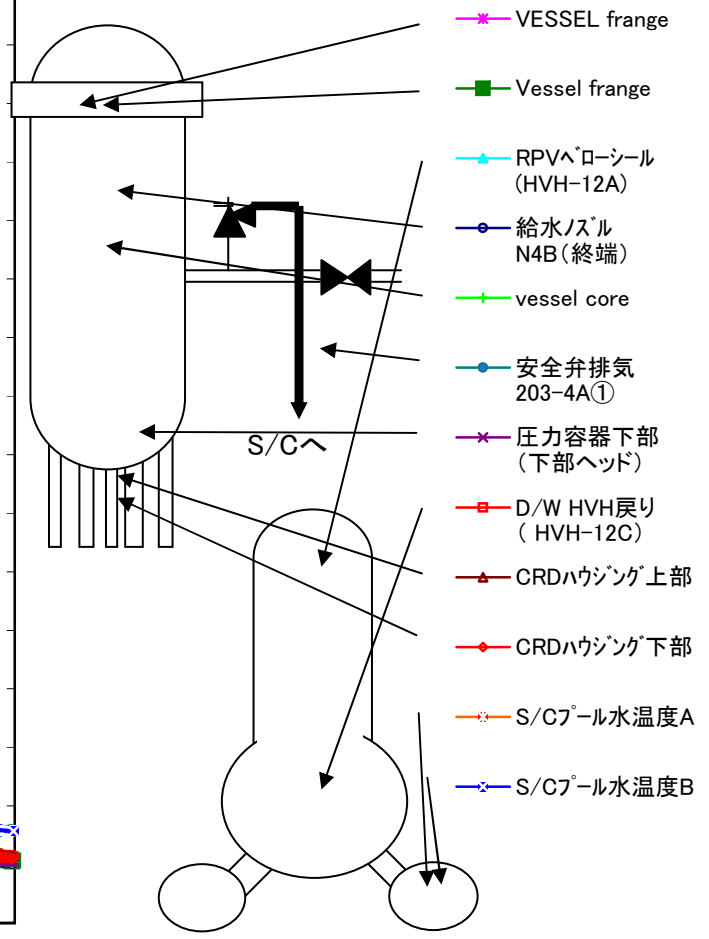 VESSEL frange
Vessel frange
RPVﾍﾞﾛｰｼｰﾙ
(HVH-12A)
給水ﾉｽﾞﾙ
N4B(終端)
vessel core
安全弁排気
203-4A①
圧力容器下部
(下部ヘッド)
D/W HVH戻り
( HVH-12C)
CRDﾊｳｼﾞﾝｸﾞ上部
CRDﾊｳｼﾞﾝｸﾞ下部
S/Cﾌﾟｰﾙ水温度A
S/Cﾌﾟｰﾙ水温度B
S/Cへ